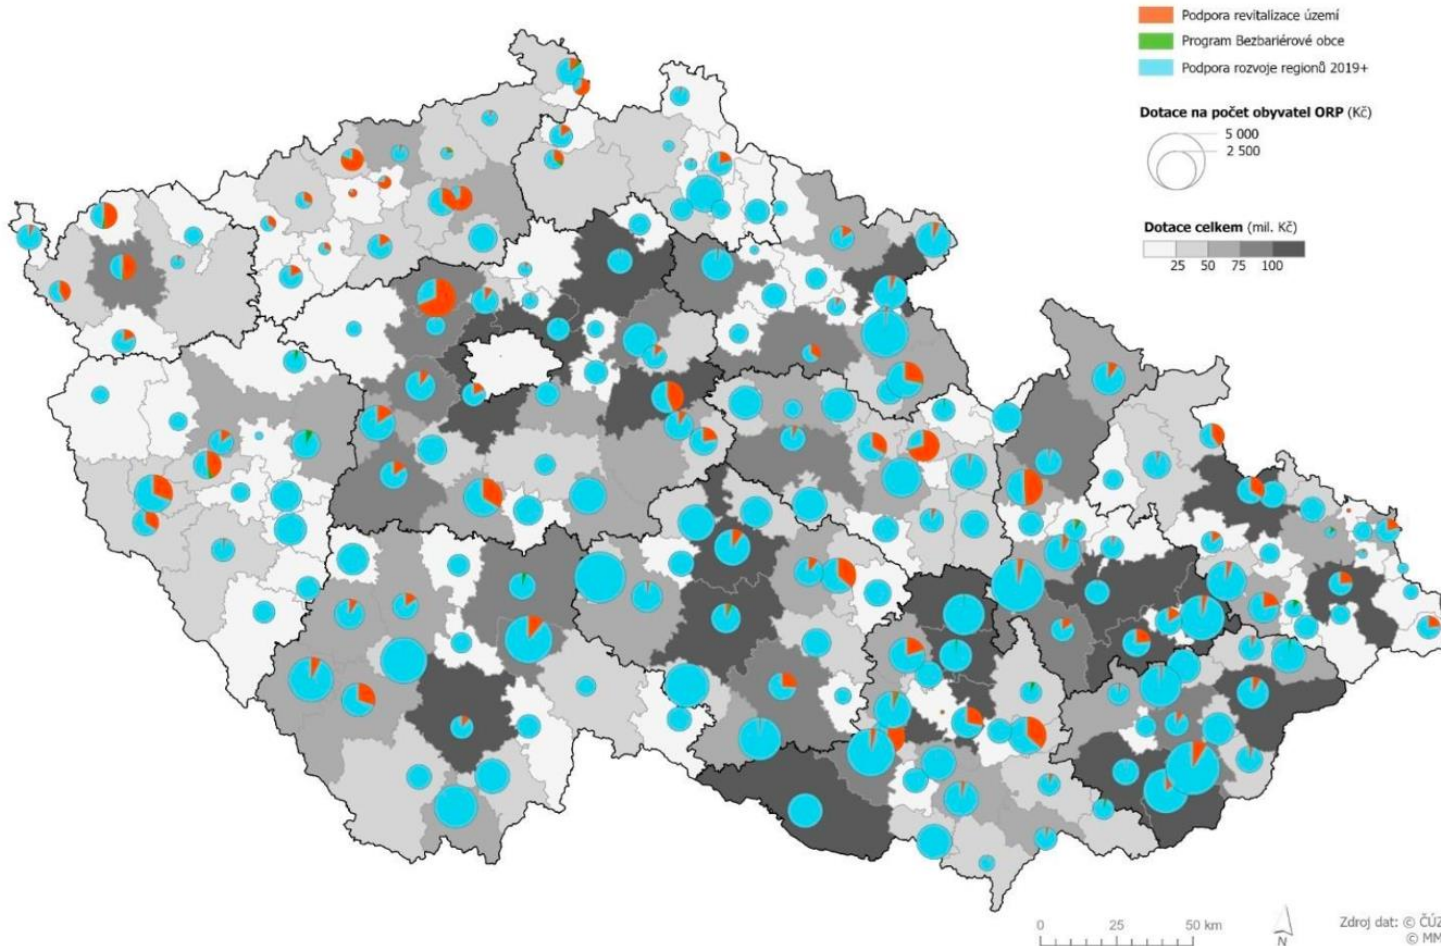 Podpora revitalizace území
Program Bezbariérové obce
Podpora rozvoje regionů 2019+
Dotace na počet obyvatel ORP (Kč)
5 000
2 500
Dotace celkem (mil. Kč)
25 50 75 100
0 25 50 km
N
Zdroj dat: © ČÚZ
© MM